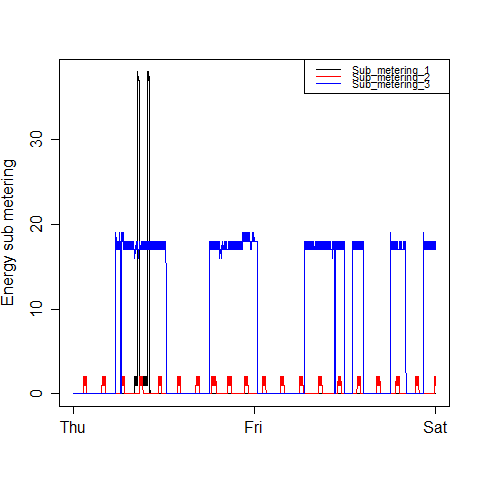 Sub_metering_1
Sub_metering_2
Sub_metering_3
Energy sub metering
30
20
10
0
Thu Fri Sat